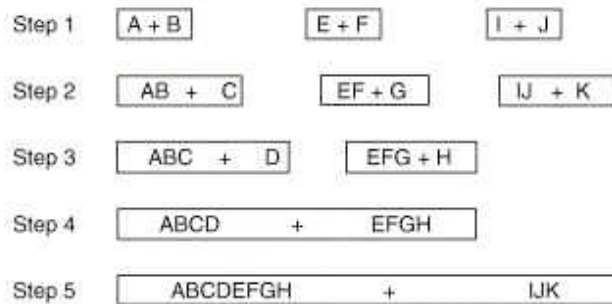 Step 1 A + B E + F I + J
Step 2 AB + C EF + G IJ + K
Step 3 ABC + D EFG + H
Step 4 ABCD + EFGH
Step 5 ABCDEFGH + IJK